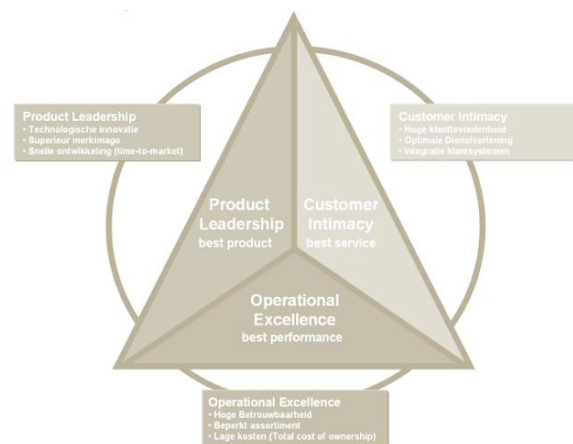 Product Leadership
• Technologische innovatie
• Superieur merkimago
• Snelle ontwikkeling (time-to-market)
Customer Intimacy
• Hoge klanttevredenheid
• Optimale Dienstverlening
• Integratie klantsystemen
Product
Leadership
best product
Customer
Intimacy
best service
Operational
Excellence
best performance
Operational Excellence
• Hoge Betrouwbaarheid
• Beperkt assortiment
• Lage kosten (Total cost of ownership)